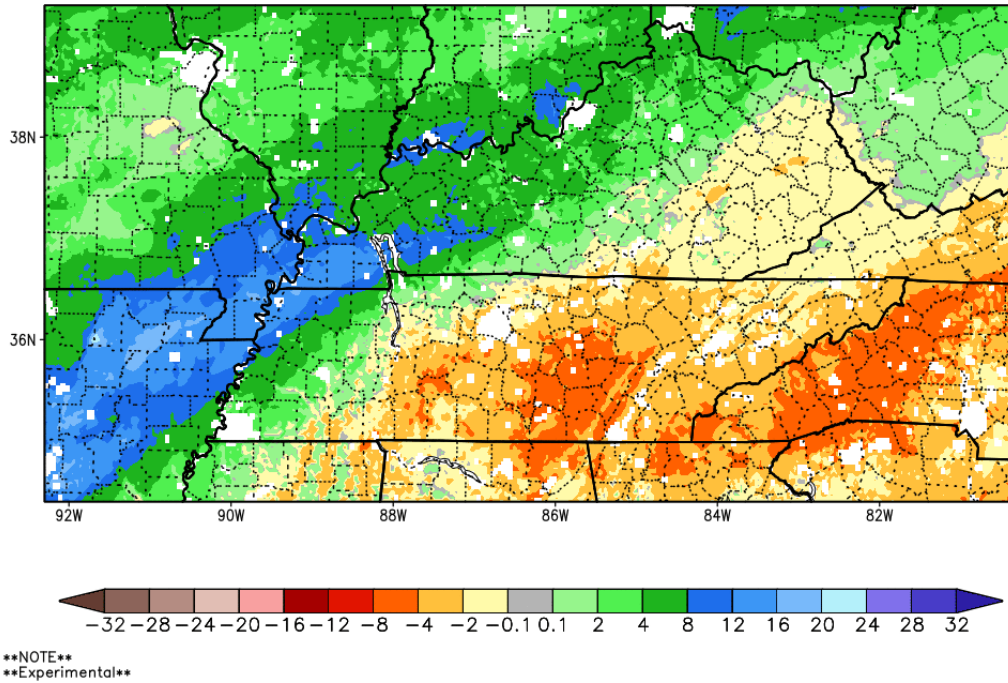 38N
36N
92W 90W 88W 86W 84W 82W
−32 −28 −24 −20 −16 −12 −8 −4 −2 −0.1 0.1 2 4 8 12 16 20 24 28 32
**NOTE**
**Experimental**